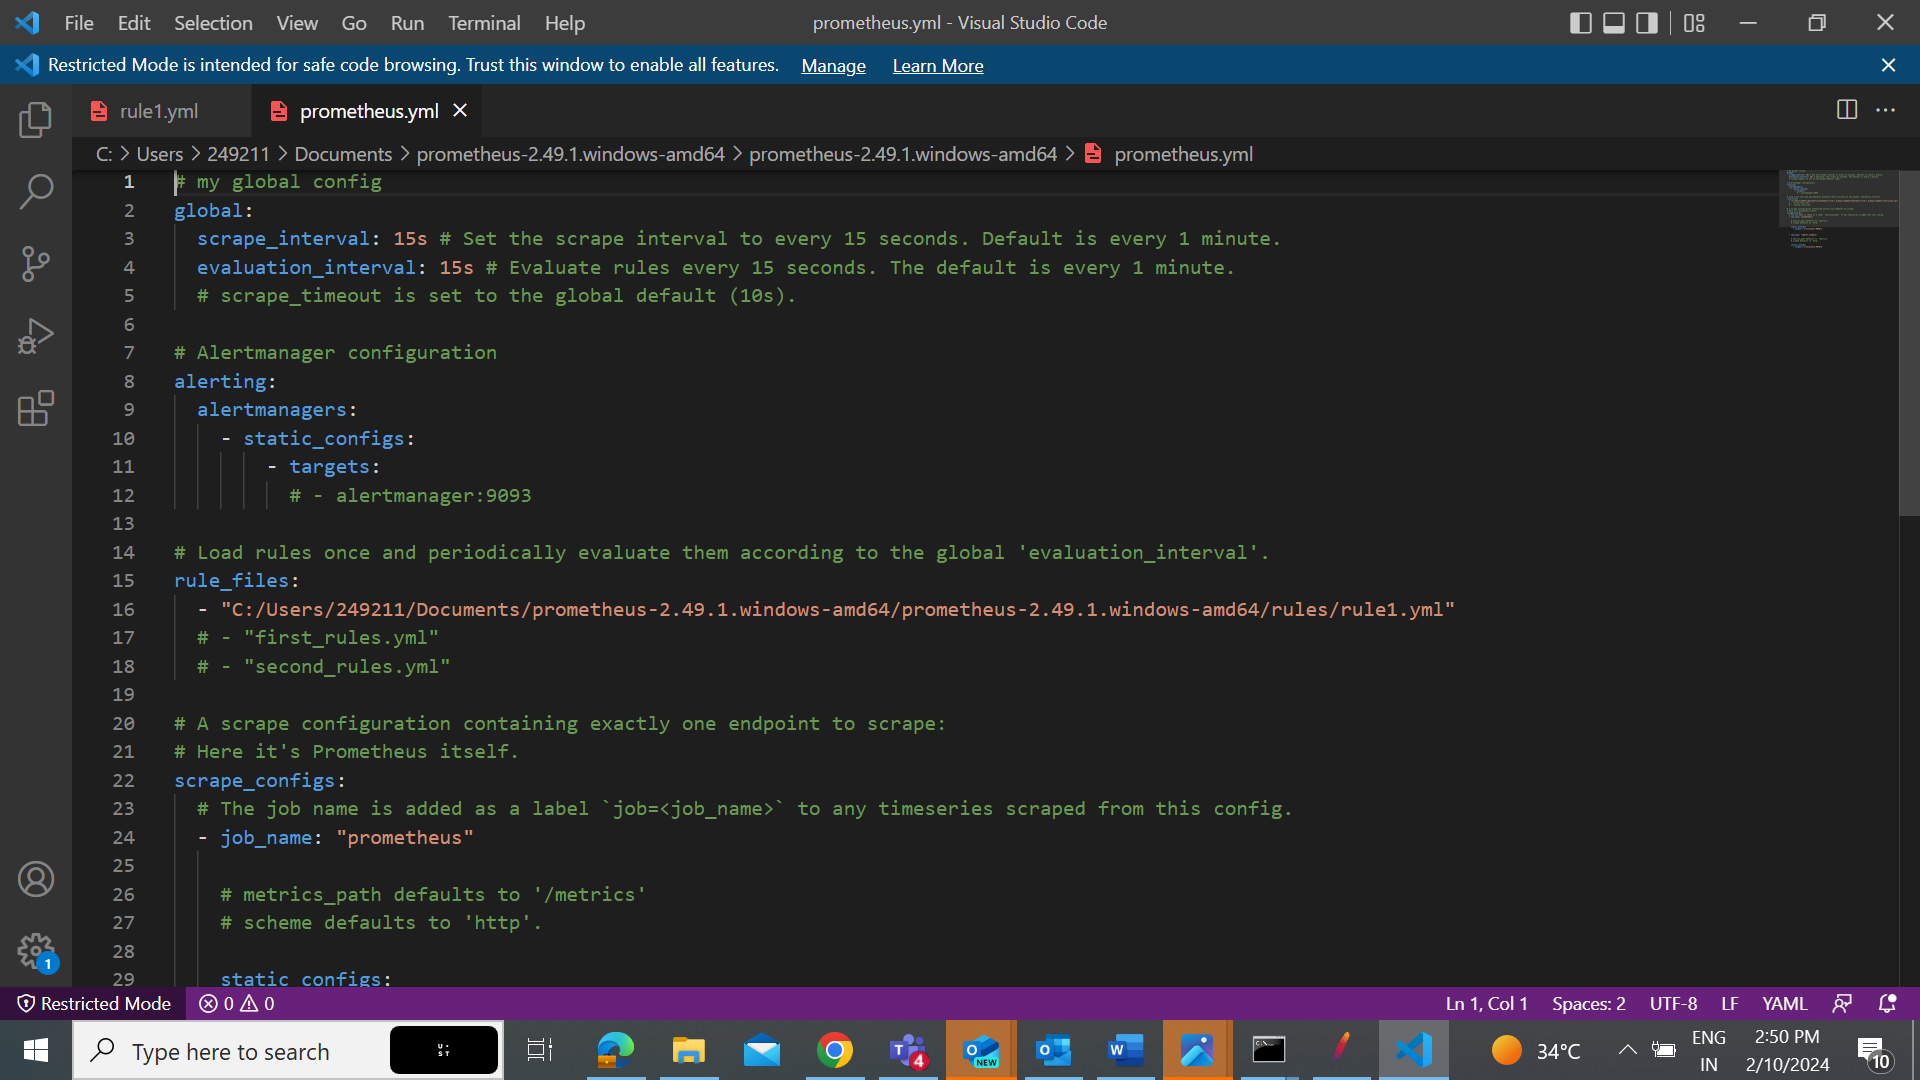 File Edit Selection View Go Run Terminal Help
prometheus.yml - Visual Studio Code
Restricted Mode is intended for safe code browsing. Trust this window to enable all features. Manage Learn More
rule1.yml
prometheus.yml
C: > Users > 249211 > Documents > prometheus-2.49.1.windows-amd64 > prometheus-2.49.1.windows-amd64 > prometheus.yml
1 # my global config
2 global:
3   scrape_interval: 15s # Set the scrape interval to every 15 seconds. Default is every 1 minute.
4   evaluation_interval: 15s # Evaluate rules every 15 seconds. The default is every 1 minute.
5   # scrape_timeout is set to the global default (10s).
6
7 # Alertmanager configuration
8 alerting:
9   alertmanagers:
10     - static_configs:
11         - targets:
12           # - alertmanager:9093
13
14 # Load rules once and periodically evaluate them according to the global 'evaluation_interval'.
15 rule_files:
16   - "C:/Users/249211/Documents/prometheus-2.49.1.windows-amd64/prometheus-2.49.1.windows-amd64/rules/rule1.yml"
17   # - "first_rules.yml"
18   # - "second_rules.yml"
19
20 # A scrape configuration containing exactly one endpoint to scrape:
21 # Here it's Prometheus itself.
22 scrape_configs:
23   # The job name is added as a label `job=<job_name>` to any timeseries scraped from this config.
24   - job_name: "prometheus"
25
26     # metrics_path defaults to '/metrics'
27     # scheme defaults to 'http'.
28
29     static_configs:
1
Restricted Mode 0 0
Ln 1, Col 1 Spaces: 2 UTF-8 LF YAML
Type here to search
U ·
S T
4
NEW
34°C
ENG
IN
2:50 PM
2/10/2024
10